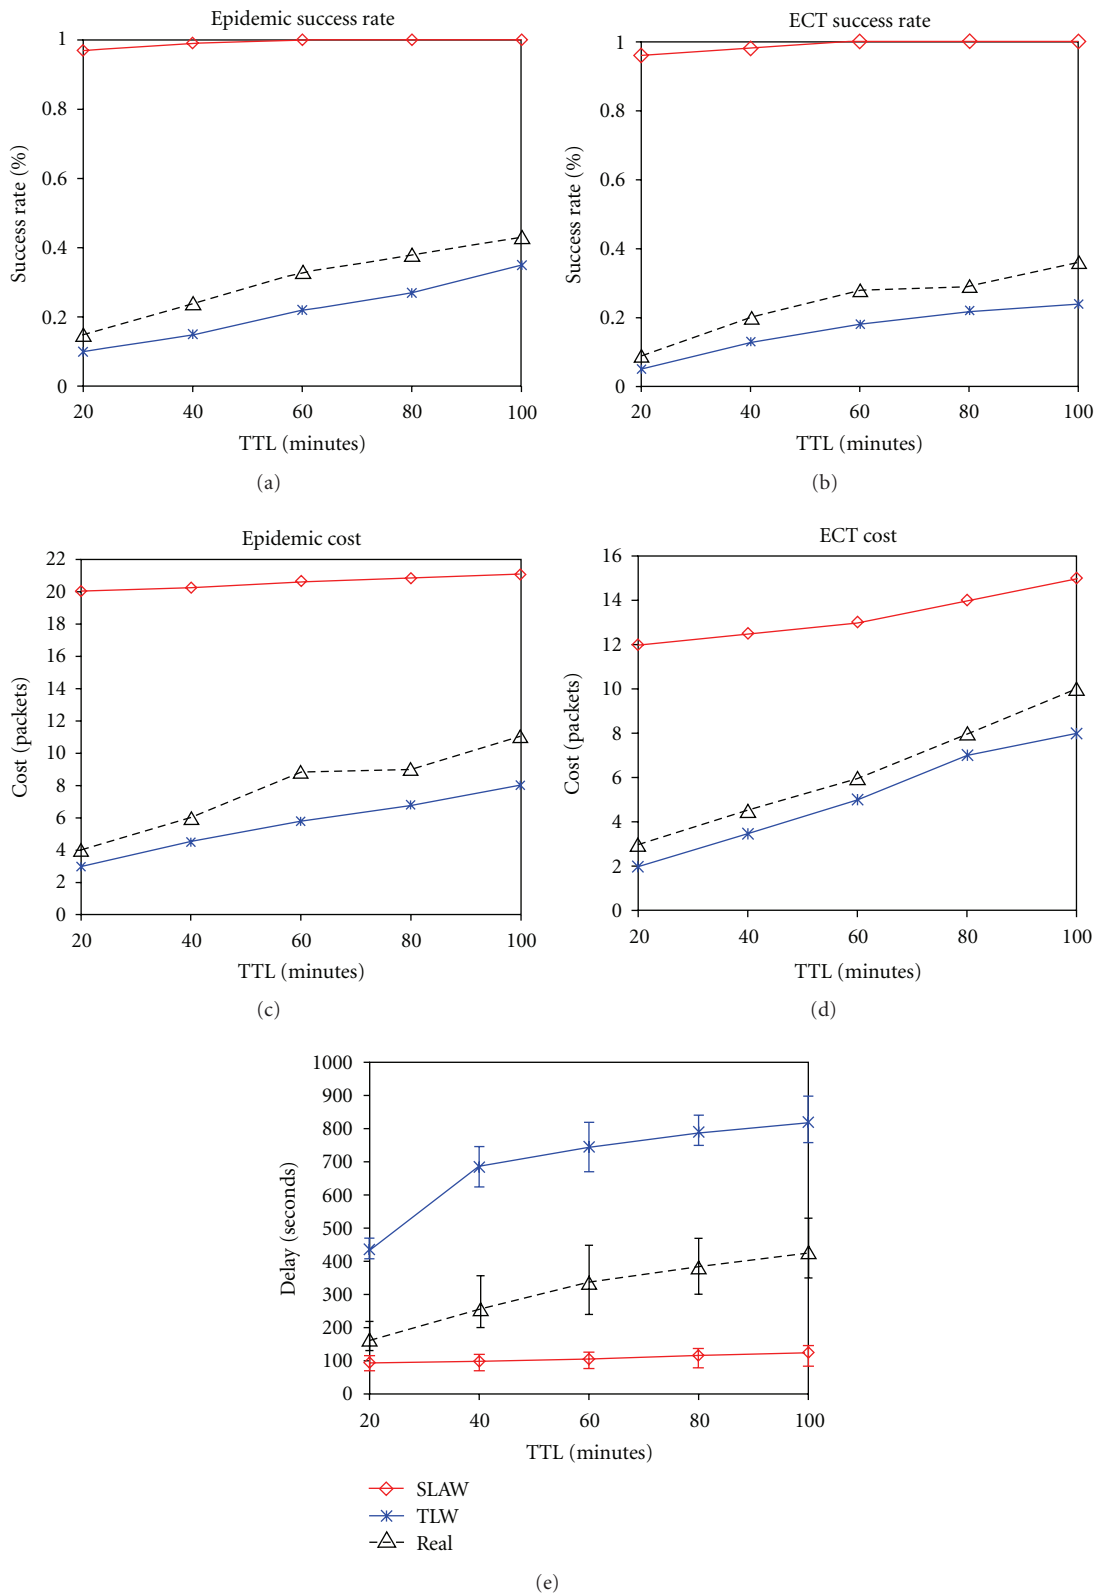 Epidemic success rate
1
0.8
0.6
0.4
0.2
0
Success rate (%)
20 40 60 80 100
TTL (minutes)
(a)
ECT success rate
1
0.8
0.6
0.4
0.2
0
Success rate (%)
20 40 60 80 100
TTL (minutes)
(b)
Epidemic cost
22
20
18
16
14
12
10
8
6
4
2
0
Cost (packets)
20 40 60 80 100
TTL (minutes)
(c)
ECT cost
16
14
12
10
8
6
4
2
0
Cost (packets)
20 40 60 80 100
TTL (minutes)
(d)
1000
900
800
700
600
500
400
300
200
100
0
Delay (seconds)
20 40 60 80 100
TTL (minutes)
SLAW
TLW
Real
(e)